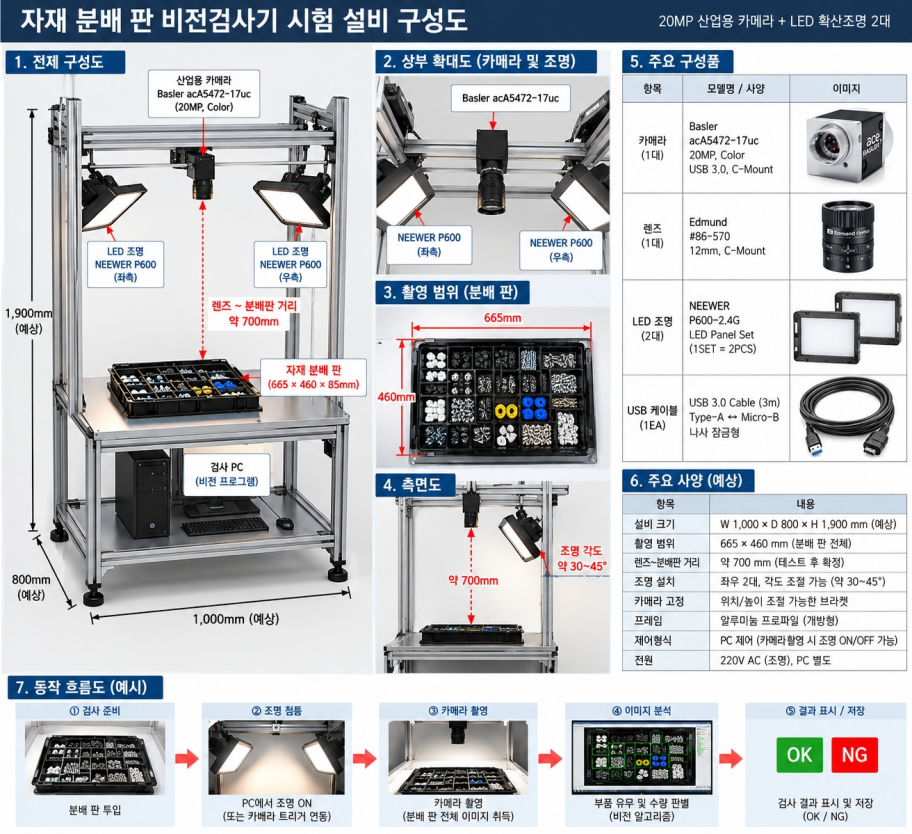 자재 분배 판 비전검사기 시험 설비 구성도
20MP 산업용 카메라 + LED 확산조명 2대
1. 전체 구성도
산업용 카메라
Basler acA5472-17uc
(20MP, Color)
LED 조명
NEEWER P600
(좌측)
LED 조명
NEEWER P600
(우측)
렌즈 ~ 분배판 거리
약 700mm
1,900mm
(예상)
자재 분배 판
(665 × 460 × 85mm)
검사 PC
(비전 프로그램)
800mm
(예상)
1,000mm (예상)
2. 상부 확대도 (카메라 및 조명)
Basler acA5472-17uc
NEEWER P600
(좌측)
NEEWER P600
(우측)
3. 촬영 범위 (분배 판)
665mm
460mm
4. 측면도
조명 각도
약 30~45°
약 700mm
5. 주요 구성품
항목 모델명 / 사양 이미지
카메라
(1대)
Basler
acA5472-17uc
20MP, Color
USB 3.0, C-Mount
ace
BASLER
렌즈
(1대)
Edmund
#86-570
12mm, C-Mount
Edmund Optics
LED 조명
(2대)
NEEWER
P600-2.4G
LED Panel Set
(1SET = 2PCS)
USB 케이블
(1EA)
USB 3.0 Cable (3m)
Type-A ↔ Micro-B
나사 잠금형
6. 주요 사양 (예상)
항목 내용
설비 크기 W 1,000 × D 800 × H 1,900 mm (예상)
촬영 범위 665 × 460 mm (분배 판 전체)
렌즈~분배판 거리 약 700 mm (테스트 후 확정)
조명 설치 좌우 2대, 각도 조절 가능 (약 30~45°)
카메라 고정 위치/높이 조절 가능한 브라켓
프레임 알루미늄 프로파일 (개방형)
제어형식 PC 제어 (카메라촬영 시 조명 ON/OFF 가능)
전원 220V AC (조명), PC 별도
7. 동작 흐름도 (예시)
① 검사 준비
분배 판 투입
② 조명 점등
PC에서 조명 ON
(또는 카메라 트리거 연동)
③ 카메라 촬영
카메라 촬영
(분배 판 전체 이미지 취득)
④ 이미지 분석
부품 유무 및 수량 판별
(비전 알고리즘)
⑤ 결과 표시 / 저장
OK NG
검사 결과 표시 및 저장
(OK / NG)